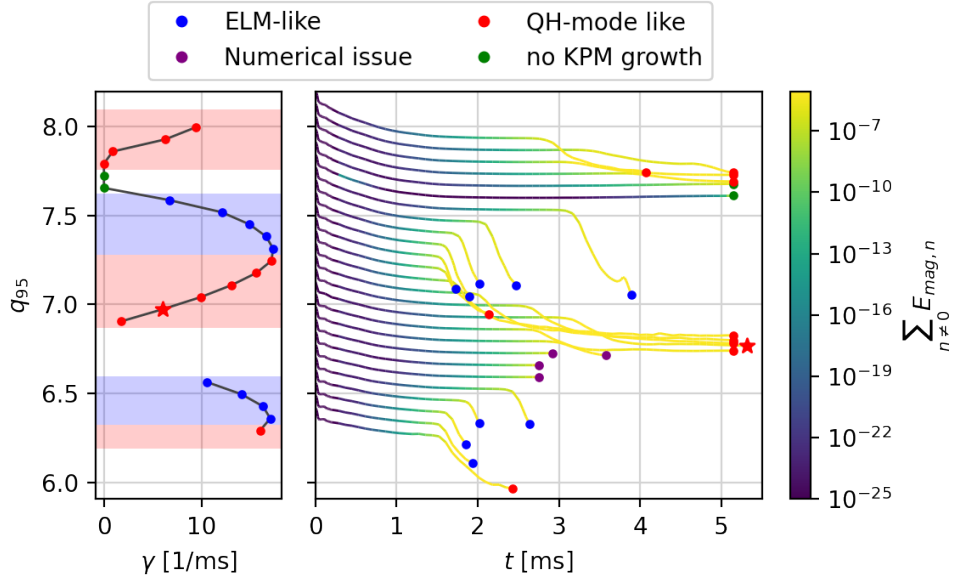 ELM-like
QH-mode like
Numerical issue
no KPM growth
8.0
7.5
7.0
6.5
6.0
q₉₅
0
10
γ [1/ms]
0
1
2
3
4
5
t [ms]
10⁻⁷
10⁻¹⁰
10⁻¹³
10⁻¹⁶
10⁻¹⁹
10⁻²²
10⁻²⁵
∑ₙ≠₀ E_mag,n